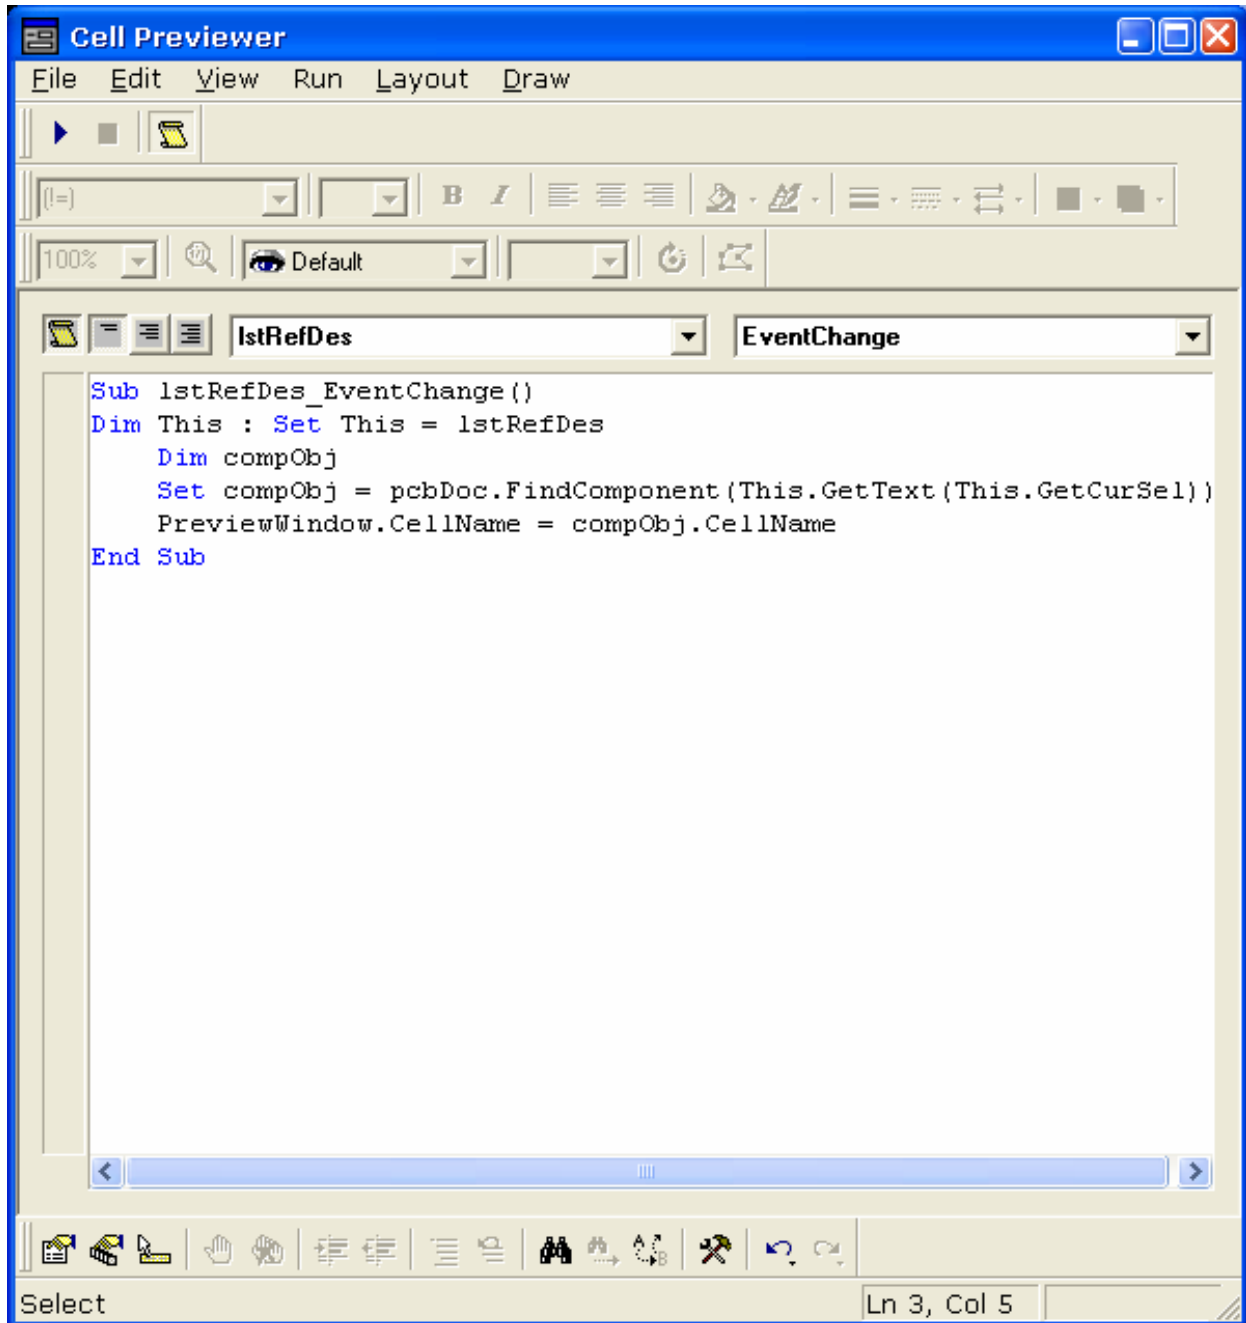 Cell Previewer
File Edit View Run Layout Draw
(!=) B I
100% Default
lstRefDes EventChange
Sub lstRefDes_EventChange()
Dim This : Set This = lstRefDes
Dim compObj
Set compObj = pcbDoc.FindComponent(This.GetText(This.GetCurSel))
PreviewWindow.CellName = compObj.CellName
End Sub
Select Ln 3, Col 5